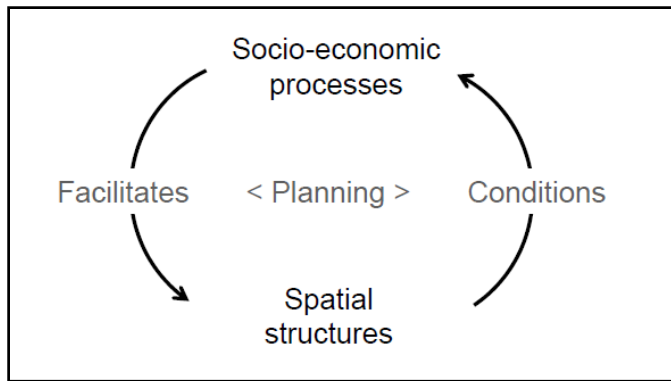 Socio-economic
processes
Facilitates < Planning > Conditions
Spatial
structures